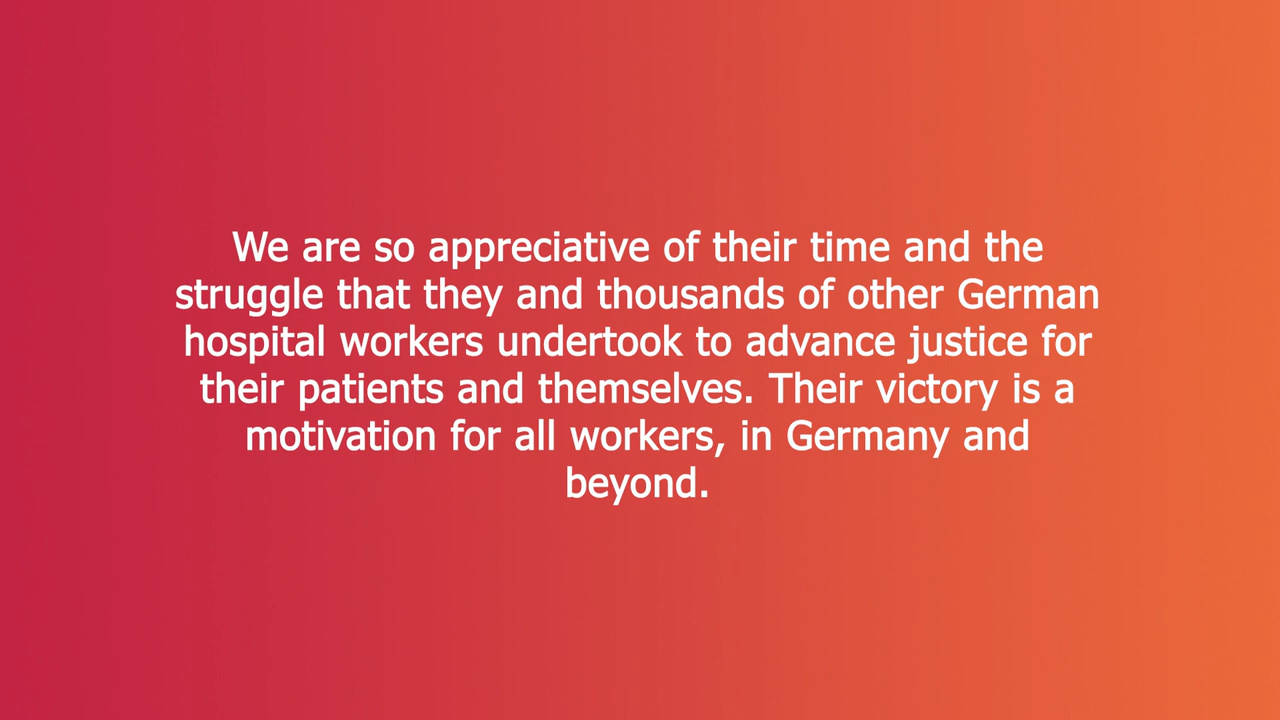 We are so appreciative of their time and the
struggle that they and thousands of other German
hospital workers undertook to advance justice for
their patients and themselves. Their victory is a
motivation for all workers, in Germany and
beyond.